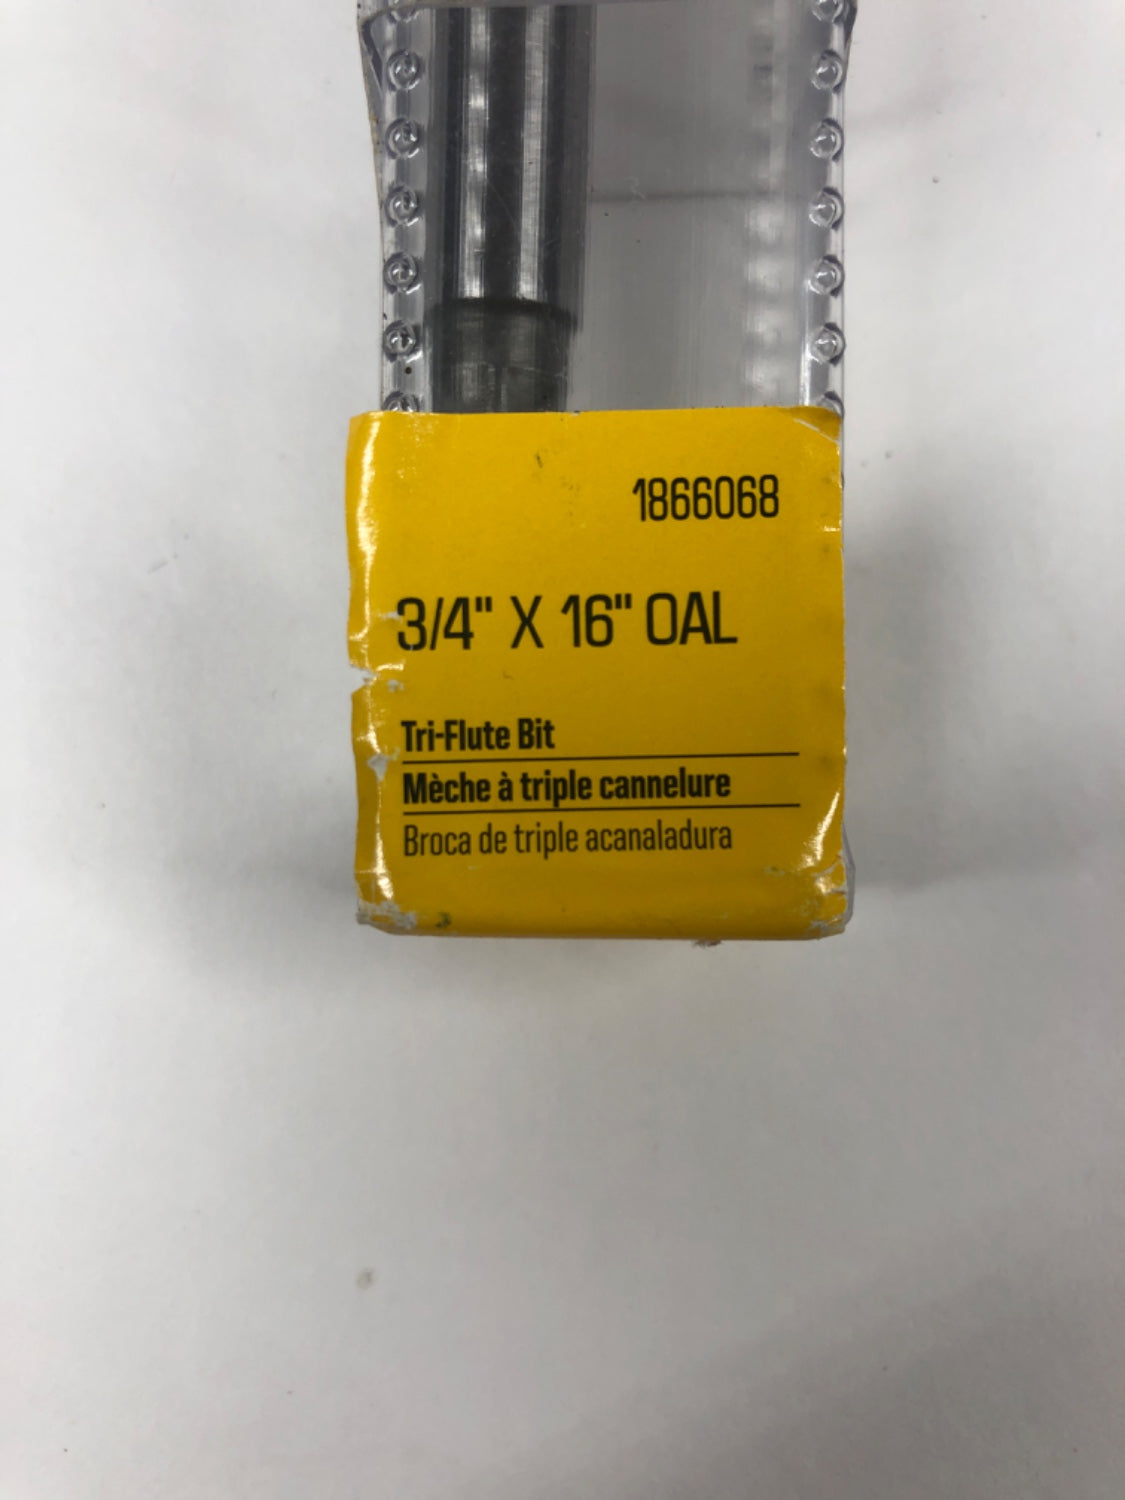 1866068
3/4" X 16" OAL
Tri-Flute Bit
Mèche à triple cannelure
Broca de triple acanaladura